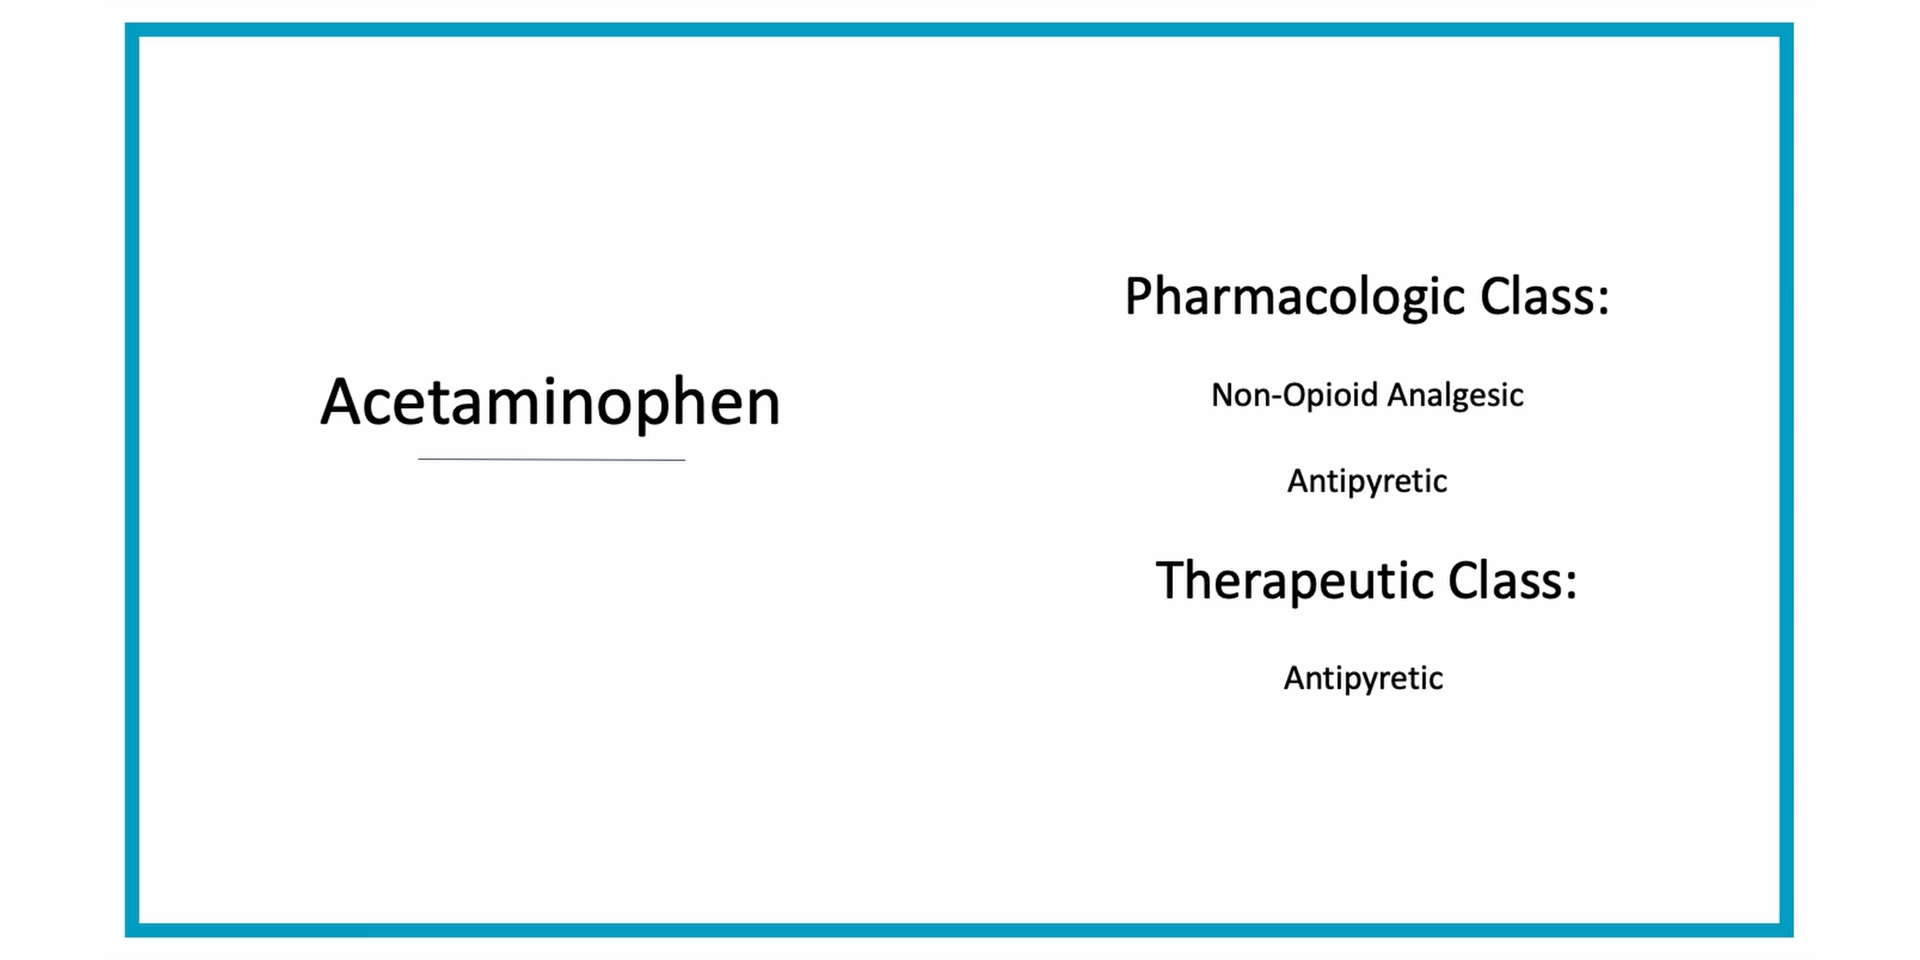 Acetaminophen
Pharmacologic Class:
Non-Opioid Analgesic
Antipyretic
Therapeutic Class:
Antipyretic